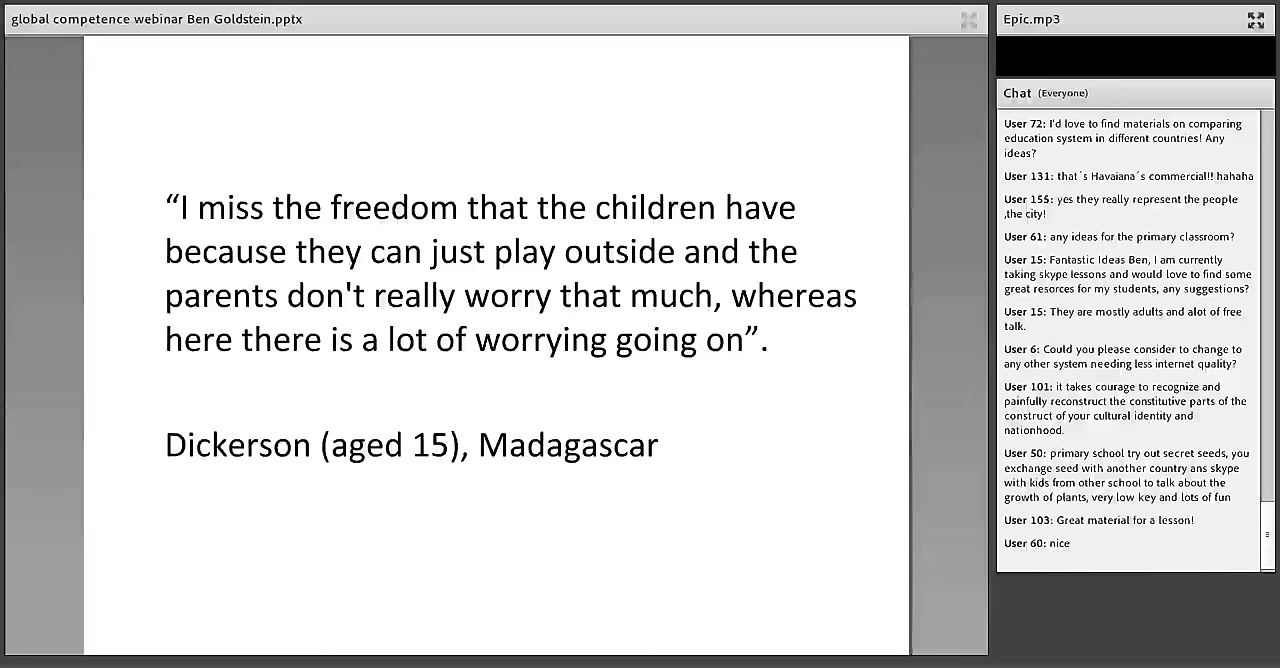 global competence webinar Ben Goldstein.pptx
“I miss the freedom that the children have
because they can just play outside and the
parents don't really worry that much, whereas
here there is a lot of worrying going on”.
Dickerson (aged 15), Madagascar
Epic.mp3
Chat (Everyone)
User 72: I'd love to find materials on comparing
education system in different countries! Any
ideas?
User 131: that´s Havaiana´s commercial!! hahaha
User 155: yes they really represent the people
,the city!
User 61: any ideas for the primary classroom?
User 15: Fantastic Ideas Ben, I am currently
taking skype lessons and would love to find some
great resorces for my students, any suggestions?
User 15: They are mostly adults and alot of free
talk.
User 6: Could you please consider to change to
any other system needing less internet quality?
User 101: it takes courage to recognize and
painfully reconstruct the constitutive parts of the
construct of your cultural identity and
nationhood.
User 50: primary school try out secret seeds, you
exchange seed with another country ans skype
with kids from other school to talk about the
growth of plants, very low key and lots of fun
User 103: Great material for a lesson!
User 60: nice